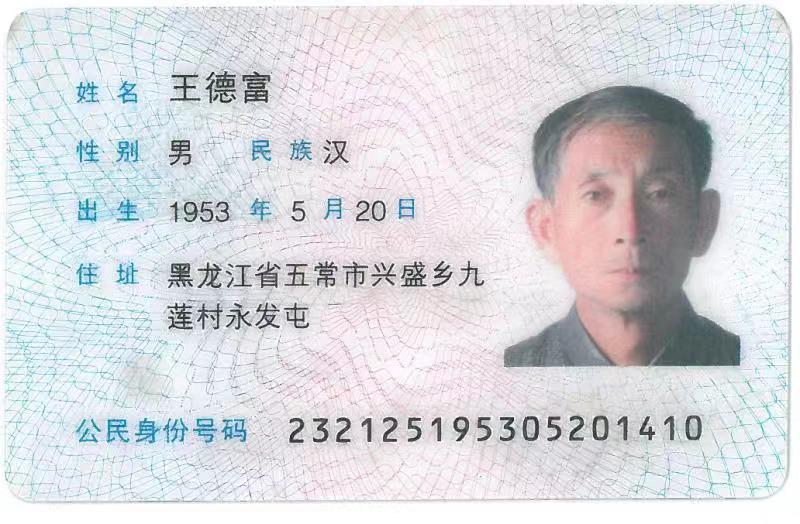 姓名 王德富
性别 男 民族 汉
出生 1953 年 5 月 20 日
住址 黑龙江省五常市兴盛乡九
莲村永发屯
公民身份号码 232125195305201410